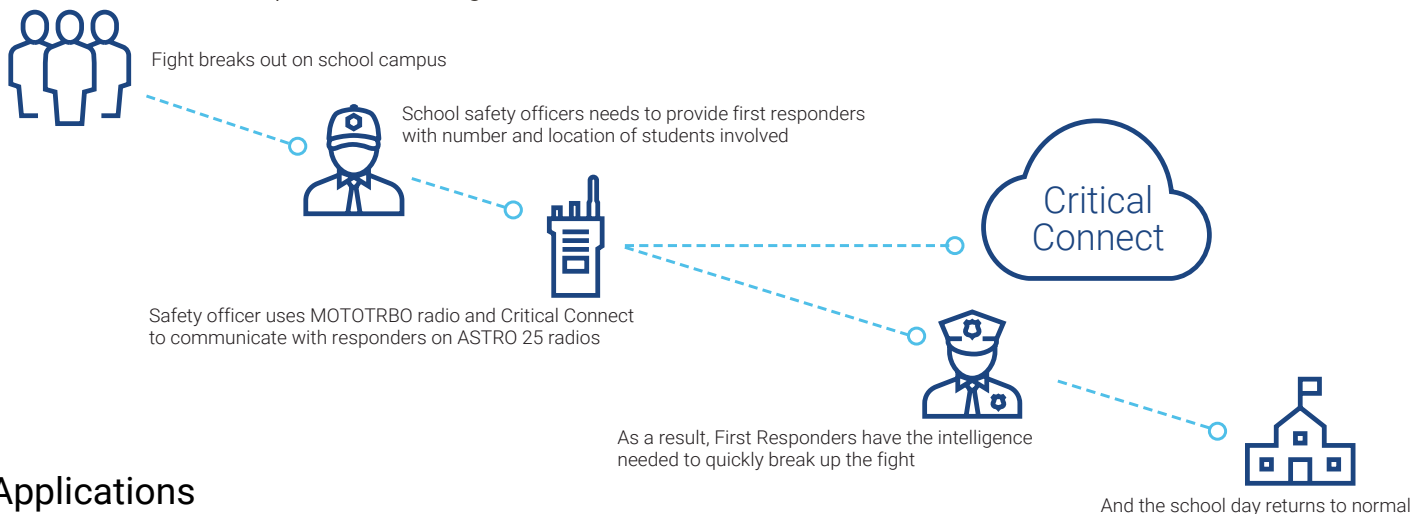 Fight breaks out on school campus
School safety officers needs to provide first responders
with number and location of students involved
Critical
Connect
Safety officer uses MOTOTRBO radio and Critical Connect
to communicate with responders on ASTRO 25 radios
As a result, First Responders have the intelligence
needed to quickly break up the fight
Applications
And the school day returns to normal